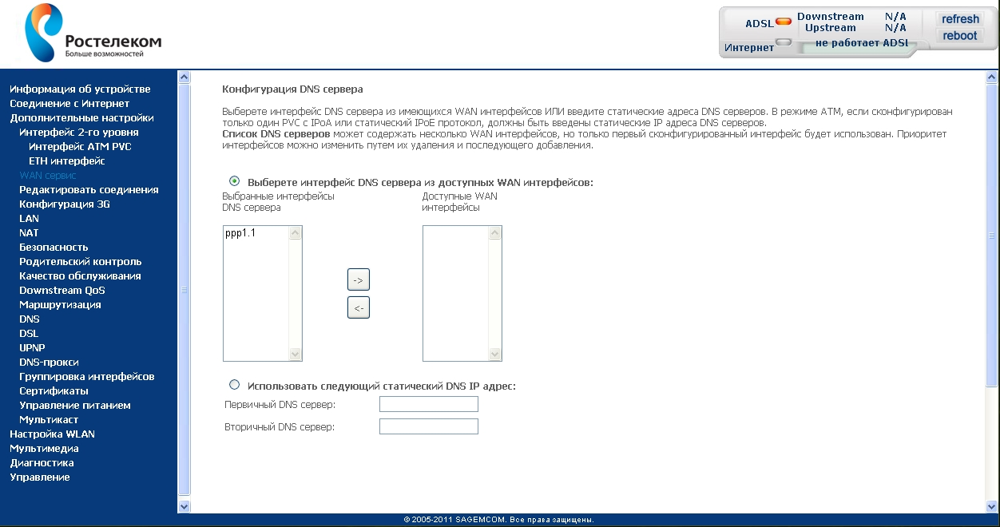 Ростелеком
Больше возможностей
ADSL
Downstream N/A
Upstream N/A
Интернет
не работает ADSl
refresh
reboot
Информация об устройстве
Соединение с Интернет
Дополнительные настройки
Интерфейс 2-го уровня
Интерфейс ATM PVC
ETH интерфейс
WAN сервис
Редактировать соединения
Конфигурация 3G
LAN
NAT
Безопасность
Родительский контроль
Качество обслуживания
Downstream QoS
Маршрутизация
DNS
DSL
UPNP
DNS-прокси
Группировка интерфейсов
Сертификаты
Управление питанием
Мультикаст
Настройка WLAN
Мультимедиа
Диагностика
Управление
Конфигурация DNS сервера
Выберете интерфейс DNS сервера из имеющихся WAN интерфейсов ИЛИ введите статические адреса DNS серверов. В режиме ATM, если сконфигурирован
только один PVC с IPoA или статический IPoE протокол, должны быть введены статические IP адреса DNS серверов.
Список DNS серверов может содержать несколько WAN интерфейсов, но только первый сконфигурированный интерфейс будет использован. Приоритет
интерфейсов можно изменить путем их удаления и последующего добавления.
Выберете интерфейс DNS сервера из доступных WAN интерфейсов:
Выбранные интерфейсы
DNS сервера
Доступные WAN
интерфейсы
ppp1.1
->
<-
Использовать следующий статический DNS IP адрес:
Первичный DNS сервер:
Вторичный DNS сервер:
© 2005-2011 SAGEMCOM. Все права защищены.